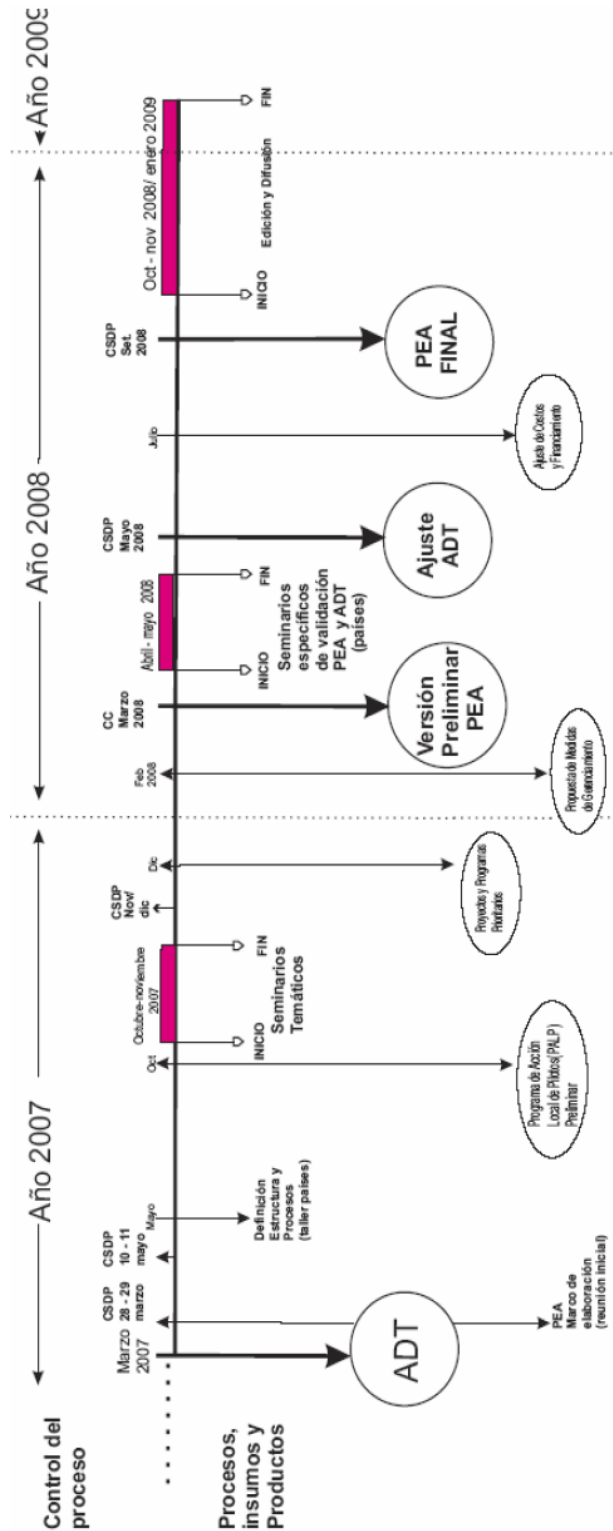 Control del
proceso
Año 2007
Año 2008
Año 2009
Marzo
2007
CSDP
28 - 29
marzo
CSDP
10 - 11
mayo
Mayo
Oct
Octubre-noviembre
2007
CSDP
Nov/
dic
Dic
Feb
2008
CC
Marzo
2008
Abril - mayo 2008
CSDP
Mayo
2008
Julio
CSDP
Set.
2008
Oct - nov 2008/ enero 2009
Procesos,
insumos y
Productos
ADT
PEA
Marco de
elaboración
(reunión inicial)
Definición
Estructura y
Procesos
(taller países)
Programa de Acción
Local de Pilotos(PALP)
Preliminar
INICIO
FIN
Seminarios
Temáticos
Proyectos y Programas
Prioritarios
Propuesta de Medidas
de Gerenciamiento
Versión
Preliminar
PEA
INICIO
FIN
Seminarios
específicos
de validación
PEA y ADT
(países)
Ajuste
ADT
Ajuste de Costos
y Financiamiento
PEA
FINAL
INICIO
FIN
Edición y Difusión